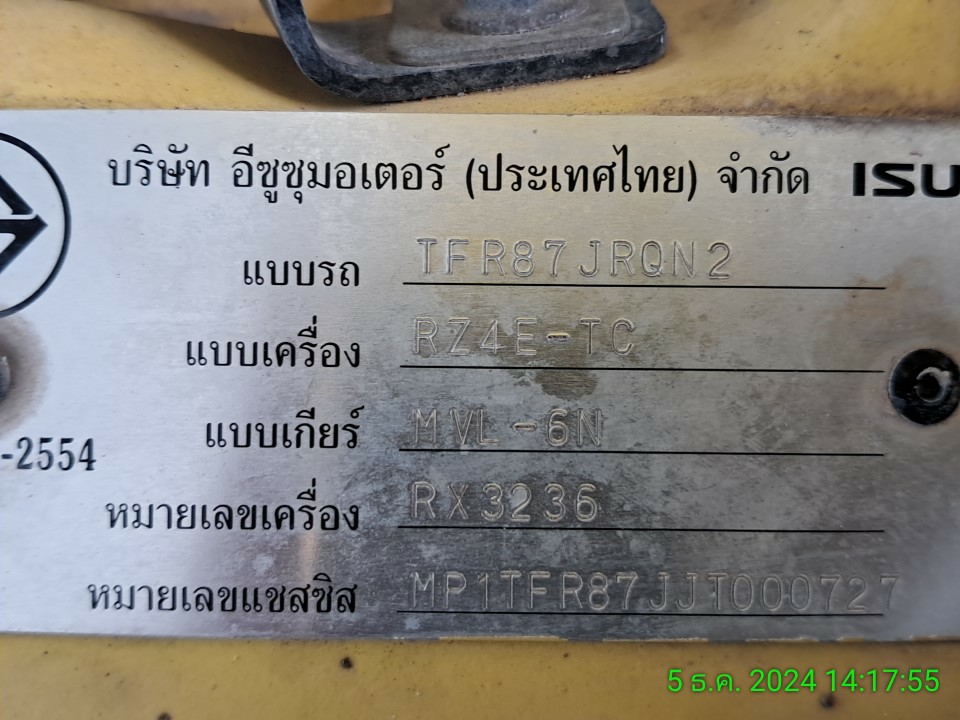 บริษัท อีซูซุมอเตอร์ (ประเทศไทย) จำกัด ISU
แบบรถ TFR87JRQN2
แบบเครื่อง RZ4E-TC
แบบเกียร์ MVL-6N
-2554
หมายเลขเครื่อง RX3236
หมายเลขแชสซิส MP1TFR87JJT000727
5 ธ.ค. 2024 14:17:55